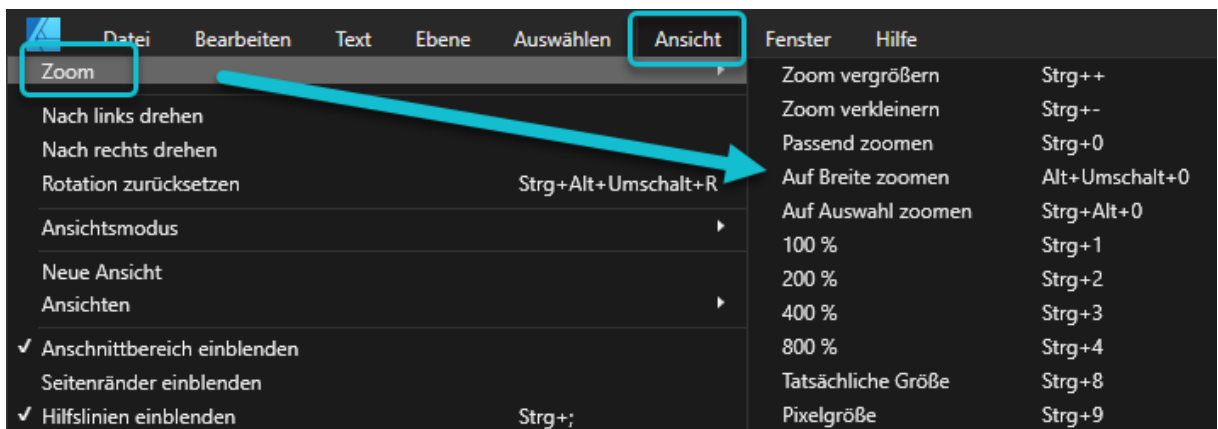 Datei Bearbeiten Text Ebene Auswählen Ansicht Fenster Hilfe
Zoom
Nach links drehen
Nach rechts drehen
Rotation zurücksetzen Strg+Alt+Umschalt+R
Ansichtsmodus
Neue Ansicht
Ansichten
✓ Anschnittbereich einblenden
Seitenränder einblenden
✓ Hilfslinien einblenden Strg+;
Zoom vergrößern Strg++
Zoom verkleinern Strg+-
Passend zoomen Strg+0
Auf Breite zoomen Alt+Umschalt+0
Auf Auswahl zoomen Strg+Alt+0
100 % Strg+1
200 % Strg+2
400 % Strg+3
800 % Strg+4
Tatsächliche Größe Strg+8
Pixelgröße Strg+9